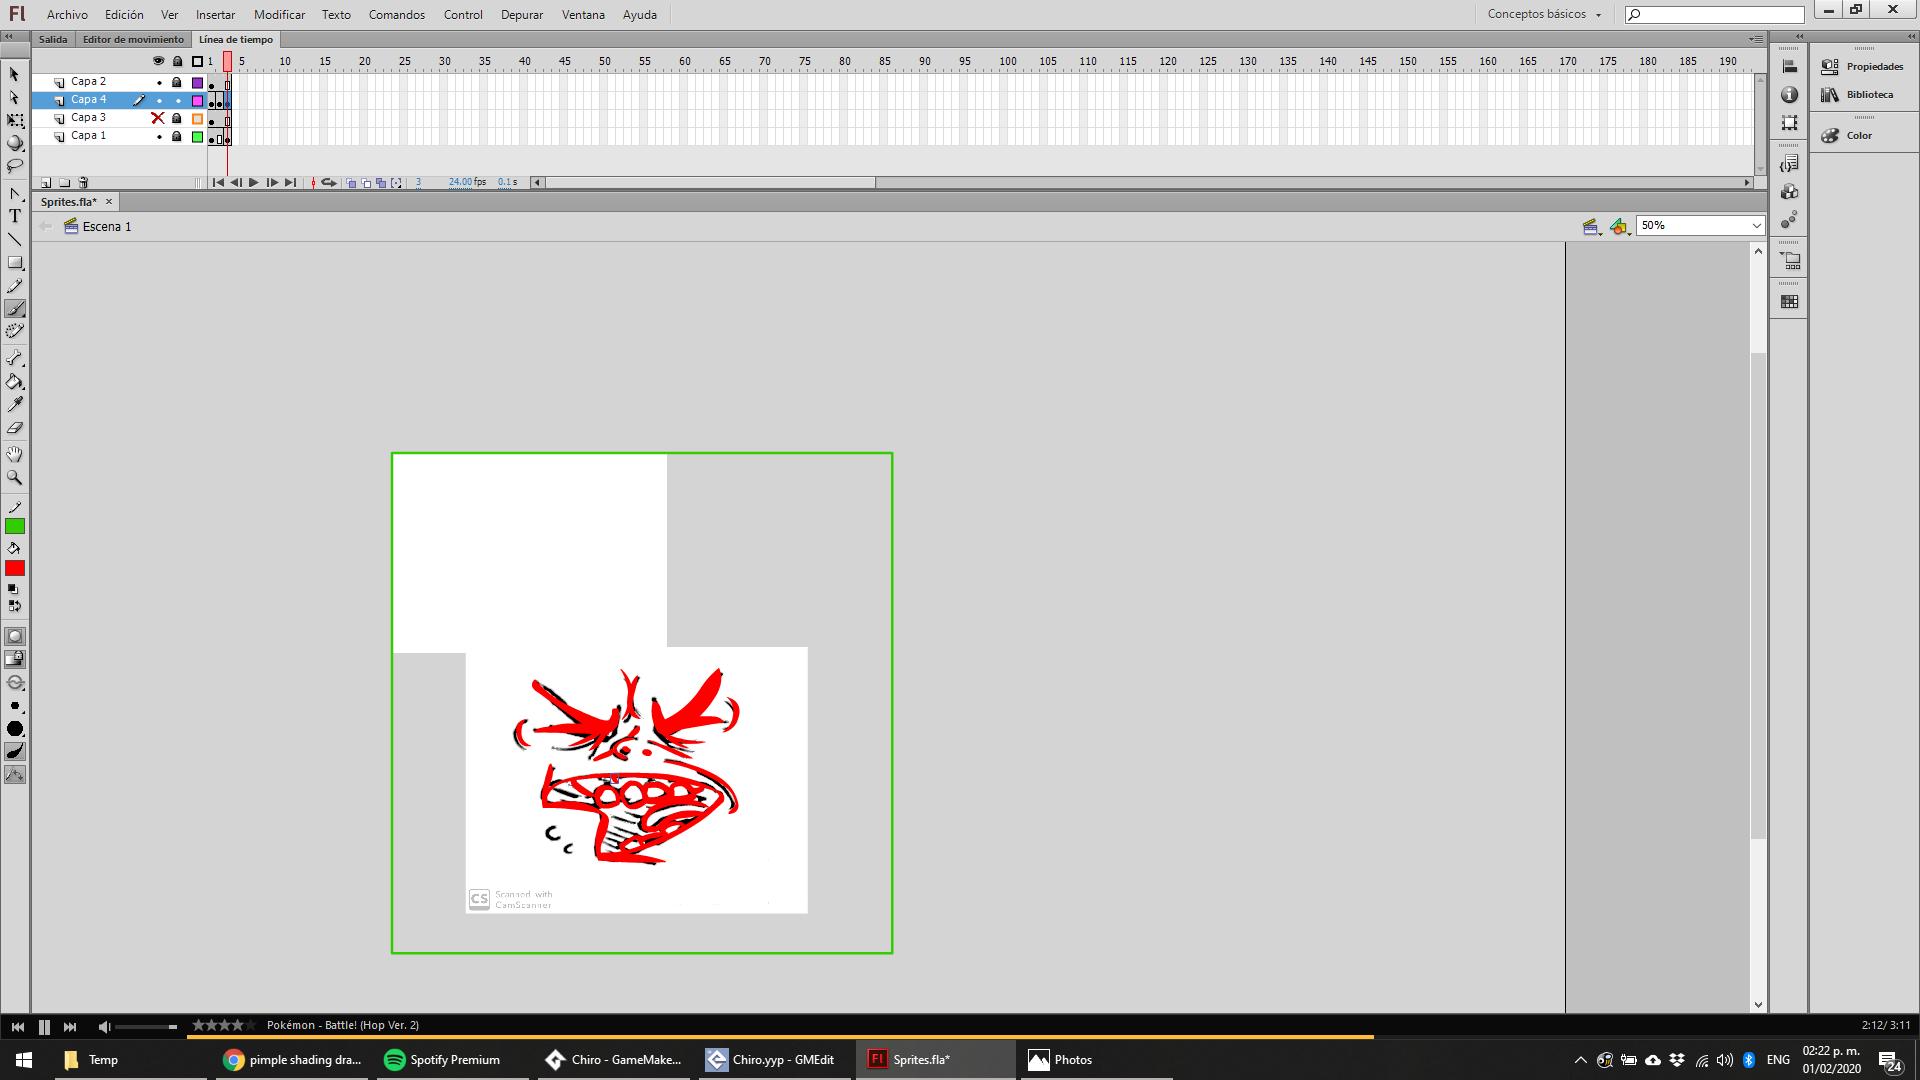 Fl Archivo Edición Ver Insertar Modificar Texto Comandos Control Depurar Ventana Ayuda Conceptos básicos
Salida Editor de movimiento Línea de tiempo
1 5 10 15 20 25 30 35 40 45 50 55 60 65 70 75 80 85 90 95 100 105 110 115 120 125 130 135 140 145 150 155 160 165 170 175 180 185 190
Capa 2
Capa 4
Capa 3
Capa 1
3 24.00 fps 0.1 s
Propiedades
Biblioteca
Color
Sprites.fla*
Escena 1
50%
T
CS Scanned with
CamScanner
Pokémon - Battle! (Hop Ver. 2) 2:12/ 3:11
Temp pimple shading dra... Spotify Premium Chiro - GameMake... Chiro.yyp - GMEdit Fl Sprites.fla* Photos ENG 02:22 p. m.
01/02/2020 24